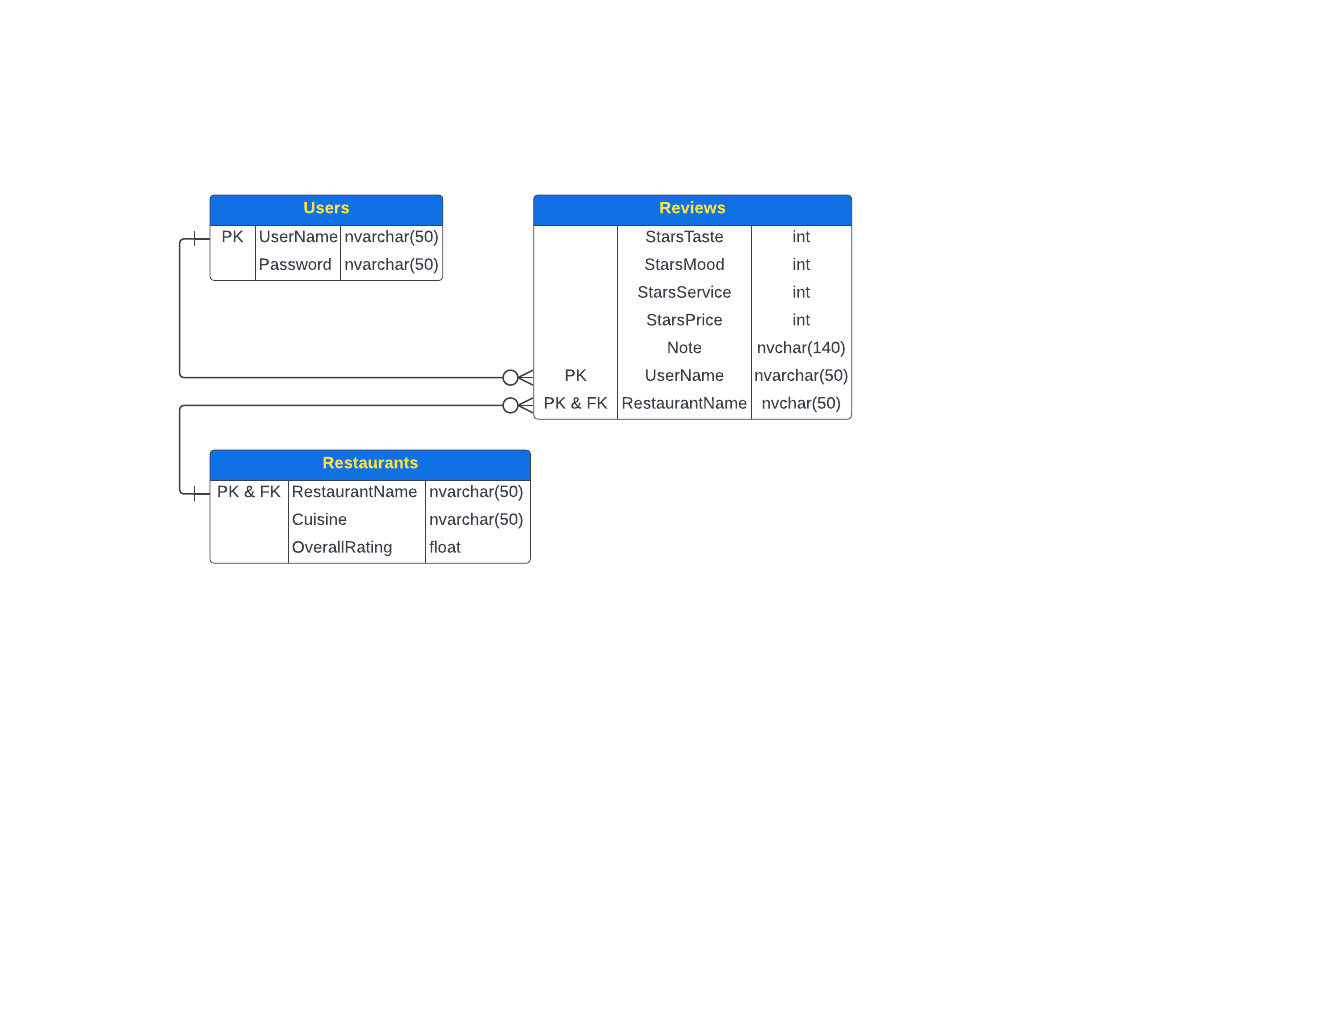 Users
PK UserName nvarchar(50)
Password nvarchar(50)
Reviews
StarsTaste int
StarsMood int
StarsService int
StarsPrice int
Note nvchar(140)
PK UserName nvarchar(50)
PK & FK RestaurantName nvchar(50)
Restaurants
PK & FK RestaurantName nvarchar(50)
Cuisine nvarchar(50)
OverallRating float